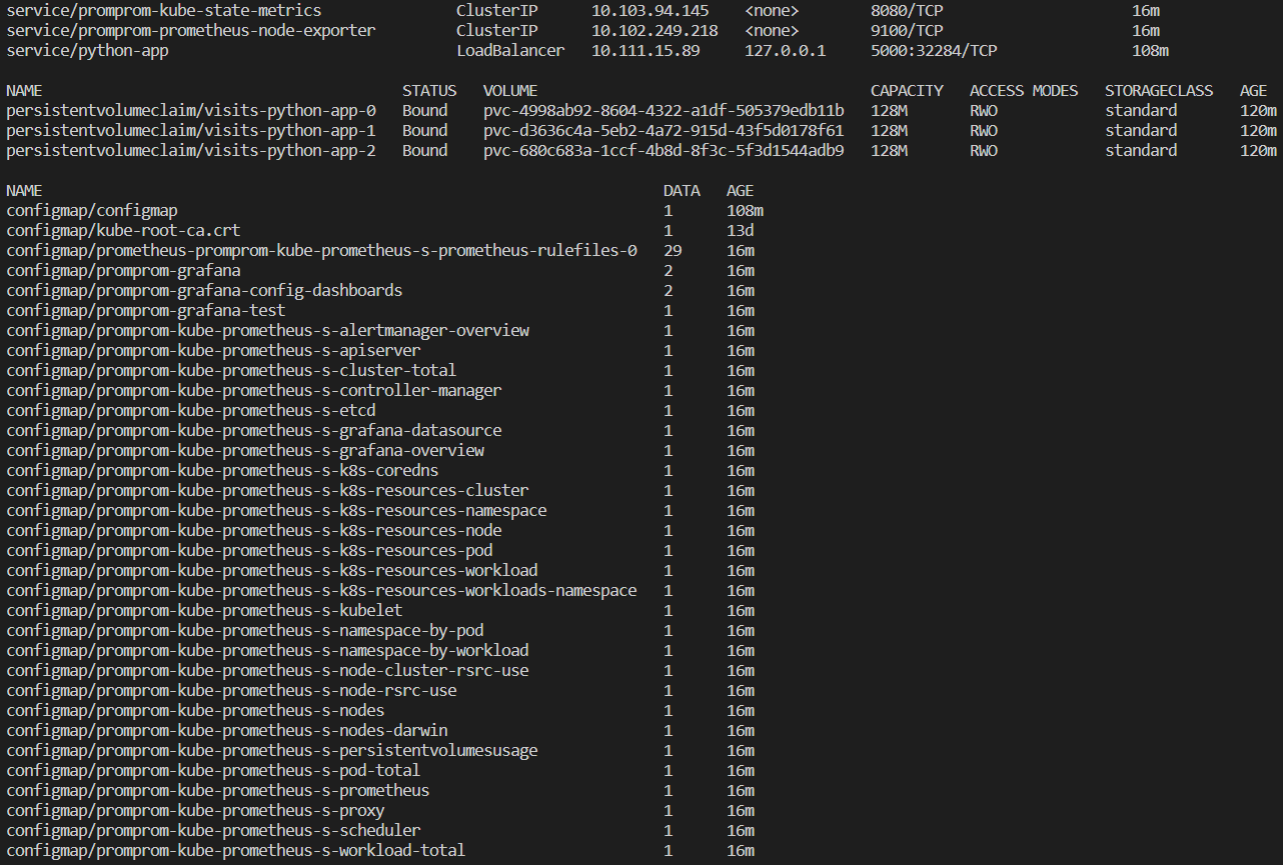 service/promprom-kube-state-metrics ClusterIP 10.103.94.145 <none> 8080/TCP 16m
service/promprom-prometheus-node-exporter ClusterIP 10.102.249.218 <none> 9100/TCP 16m
service/python-app LoadBalancer 10.111.15.89 127.0.0.1 5000:32284/TCP 108m
NAME STATUS VOLUME CAPACITY ACCESS MODES STORAGECLASS AGE
persistentvolumeclaim/visits-python-app-0 Bound pvc-4998ab92-8604-4322-a1df-505379edb11b 128M RWO standard 120m
persistentvolumeclaim/visits-python-app-1 Bound pvc-d3636c4a-5eb2-4a72-915d-43f5d0178f61 128M RWO standard 120m
persistentvolumeclaim/visits-python-app-2 Bound pvc-680c683a-1ccf-4b8d-8f3c-5f3d1544adb9 128M RWO standard 120m
NAME DATA AGE
configmap/configmap 1 108m
configmap/kube-root-ca.crt 1 13d
configmap/prometheus-promprom-kube-prometheus-s-prometheus-rulefiles-0 29 16m
configmap/promprom-grafana 2 16m
configmap/promprom-grafana-config-dashboards 2 16m
configmap/promprom-grafana-test 1 16m
configmap/promprom-kube-prometheus-s-alertmanager-overview 1 16m
configmap/promprom-kube-prometheus-s-apiserver 1 16m
configmap/promprom-kube-prometheus-s-cluster-total 1 16m
configmap/promprom-kube-prometheus-s-controller-manager 1 16m
configmap/promprom-kube-prometheus-s-etcd 1 16m
configmap/promprom-kube-prometheus-s-grafana-datasource 1 16m
configmap/promprom-kube-prometheus-s-grafana-overview 1 16m
configmap/promprom-kube-prometheus-s-k8s-coredns 1 16m
configmap/promprom-kube-prometheus-s-k8s-resources-cluster 1 16m
configmap/promprom-kube-prometheus-s-k8s-resources-namespace 1 16m
configmap/promprom-kube-prometheus-s-k8s-resources-node 1 16m
configmap/promprom-kube-prometheus-s-k8s-resources-pod 1 16m
configmap/promprom-kube-prometheus-s-k8s-resources-workload 1 16m
configmap/promprom-kube-prometheus-s-k8s-resources-workloads-namespace 1 16m
configmap/promprom-kube-prometheus-s-kubelet 1 16m
configmap/promprom-kube-prometheus-s-namespace-by-pod 1 16m
configmap/promprom-kube-prometheus-s-namespace-by-workload 1 16m
configmap/promprom-kube-prometheus-s-node-cluster-rsrc-use 1 16m
configmap/promprom-kube-prometheus-s-node-rsrc-use 1 16m
configmap/promprom-kube-prometheus-s-nodes 1 16m
configmap/promprom-kube-prometheus-s-nodes-darwin 1 16m
configmap/promprom-kube-prometheus-s-persistentvolumesusage 1 16m
configmap/promprom-kube-prometheus-s-pod-total 1 16m
configmap/promprom-kube-prometheus-s-prometheus 1 16m
configmap/promprom-kube-prometheus-s-proxy 1 16m
configmap/promprom-kube-prometheus-s-scheduler 1 16m
configmap/promprom-kube-prometheus-s-workload-total 1 16m